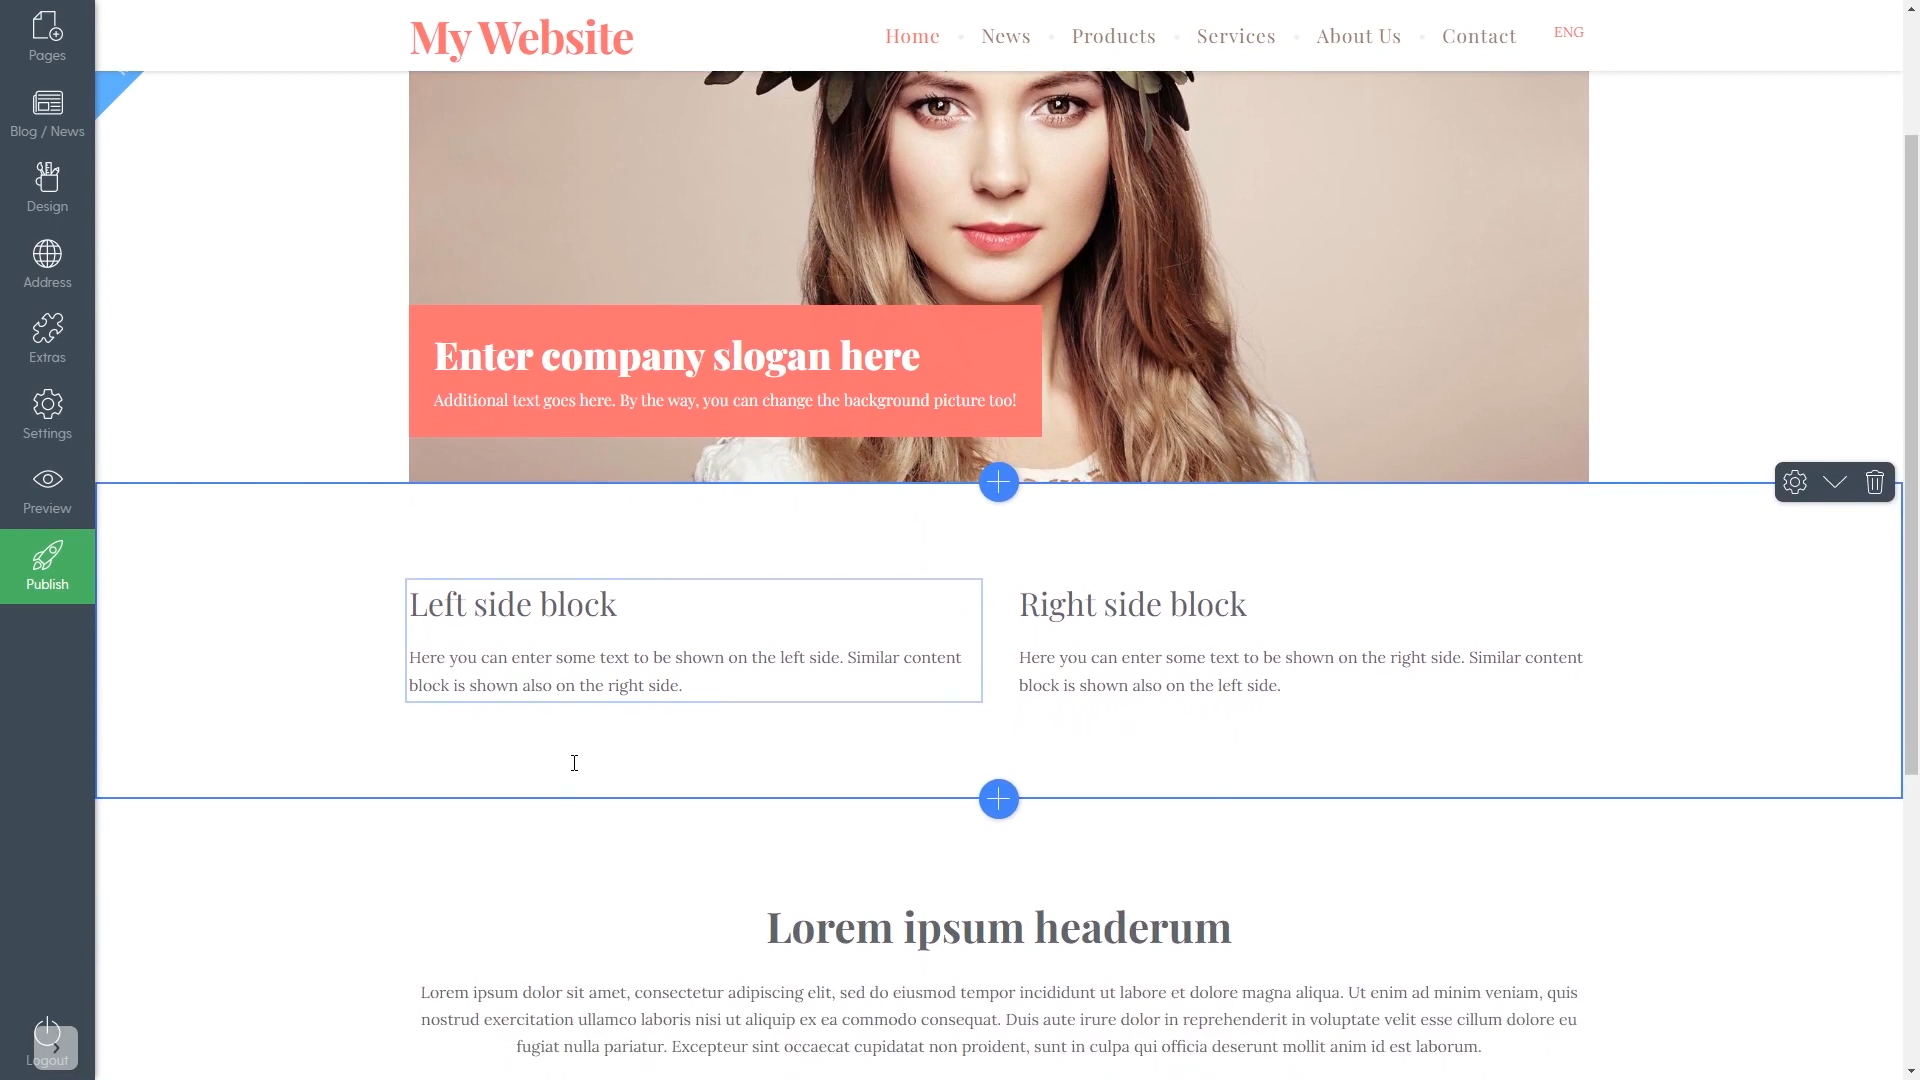 Pages
Blog / News
Design
Address
Extras
Settings
Preview
Publish
Logout
My Website
Home
News
Products
Services
About Us
Contact
ENG
Enter company slogan here
Additional text goes here. By the way, you can change the background picture too!
Left side block
Here you can enter some text to be shown on the left side. Similar content
block is shown also on the right side.
Right side block
Here you can enter some text to be shown on the right side. Similar content
block is shown also on the left side.
Lorem ipsum headerum
Lorem ipsum dolor sit amet, consectetur adipiscing elit, sed do eiusmod tempor incididunt ut labore et dolore magna aliqua. Ut enim ad minim veniam, quis
nostrud exercitation ullamco laboris nisi ut aliquip ex ea commodo consequat. Duis aute irure dolor in reprehenderit in voluptate velit esse cillum dolore eu
fugiat nulla pariatur. Excepteur sint occaecat cupidatat non proident, sunt in culpa qui officia deserunt mollit anim id est laborum.